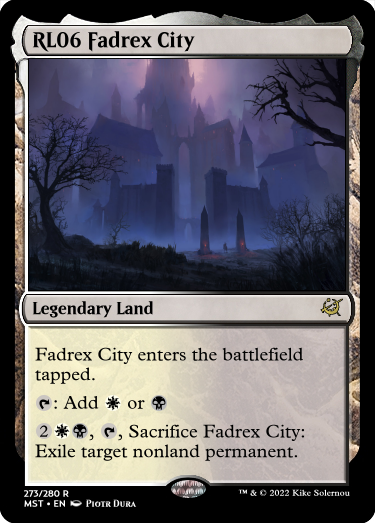 RL06 Fadrex City
Legendary Land
Fadrex City enters the battlefield
tapped.
: Add or
2 , , Sacrifice Fadrex City:
Exile target nonland permanent.
273/280 R
MST • EN Piotr Dura
™ & © 2022 Kike Solernou